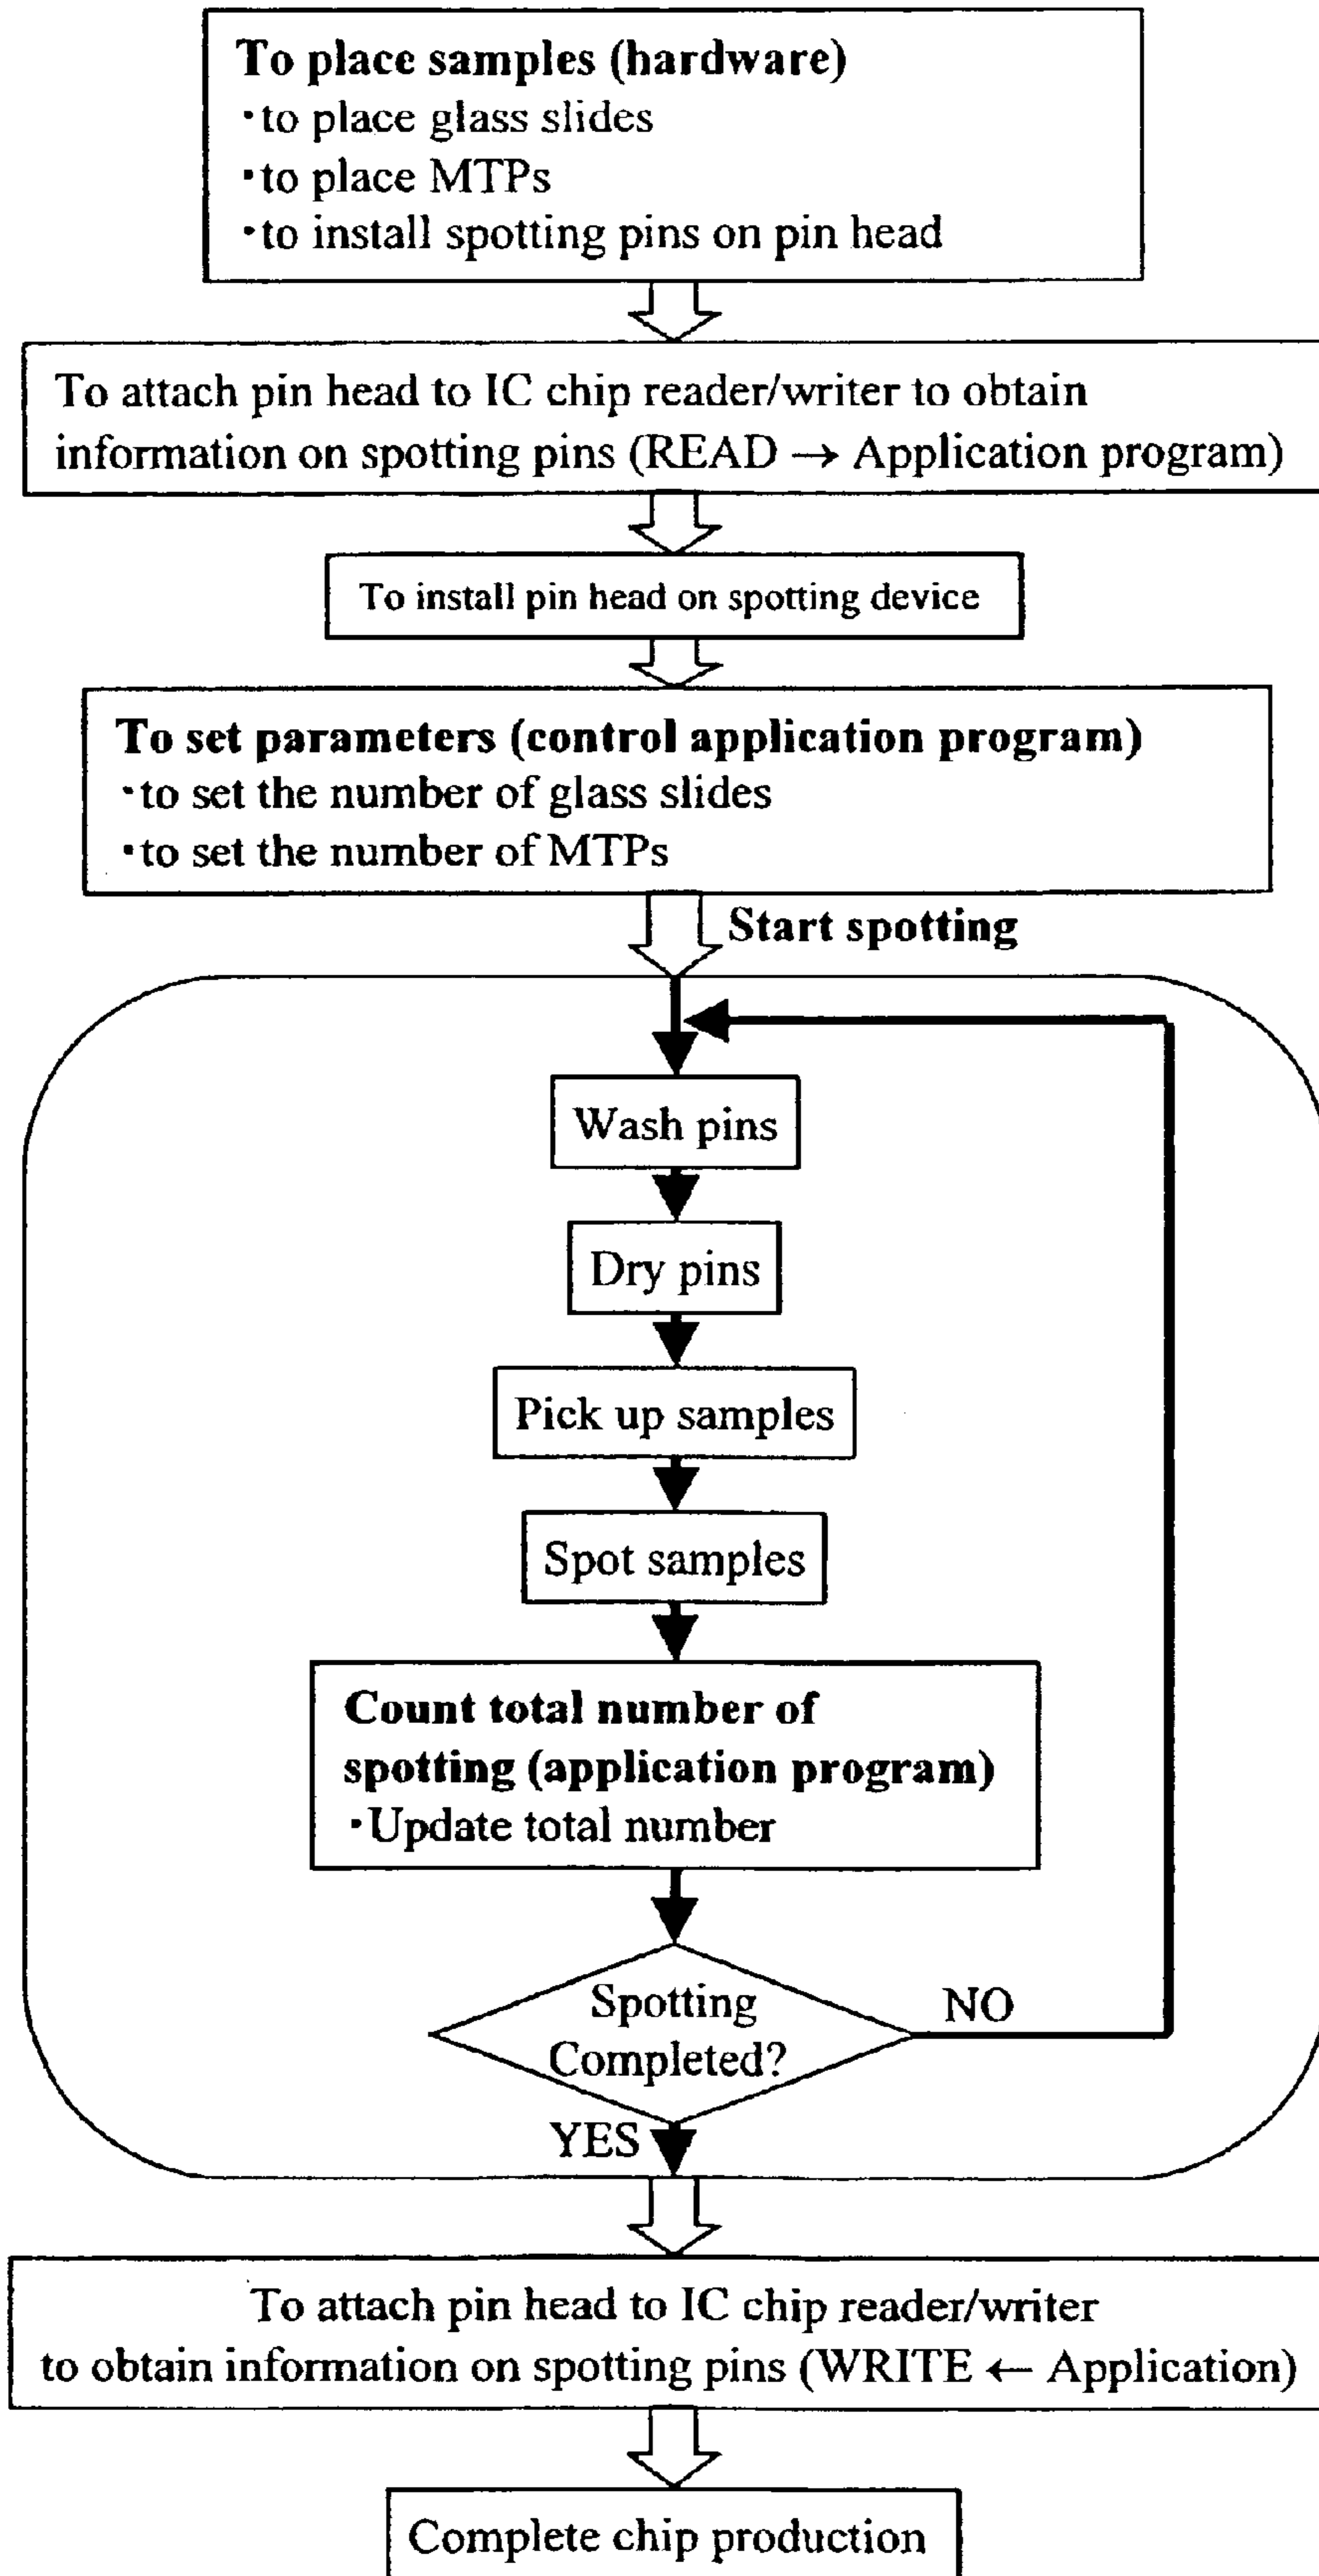 To place samples (hardware)
・to place glass slides
・to place MTPs
・to install spotting pins on pin head
To attach pin head to IC chip reader/writer to obtain
information on spotting pins (READ → Application program)
To install pin head on spotting device
To set parameters (control application program)
・to set the number of glass slides
・to set the number of MTPs
Start spotting
Wash pins
Dry pins
Pick up samples
Spot samples
Count total number of
spotting (application program)
・Update total number
Spotting
Completed?
NO
YES
To attach pin head to IC chip reader/writer
to obtain information on spotting pins (WRITE ← Application)
Complete chip production